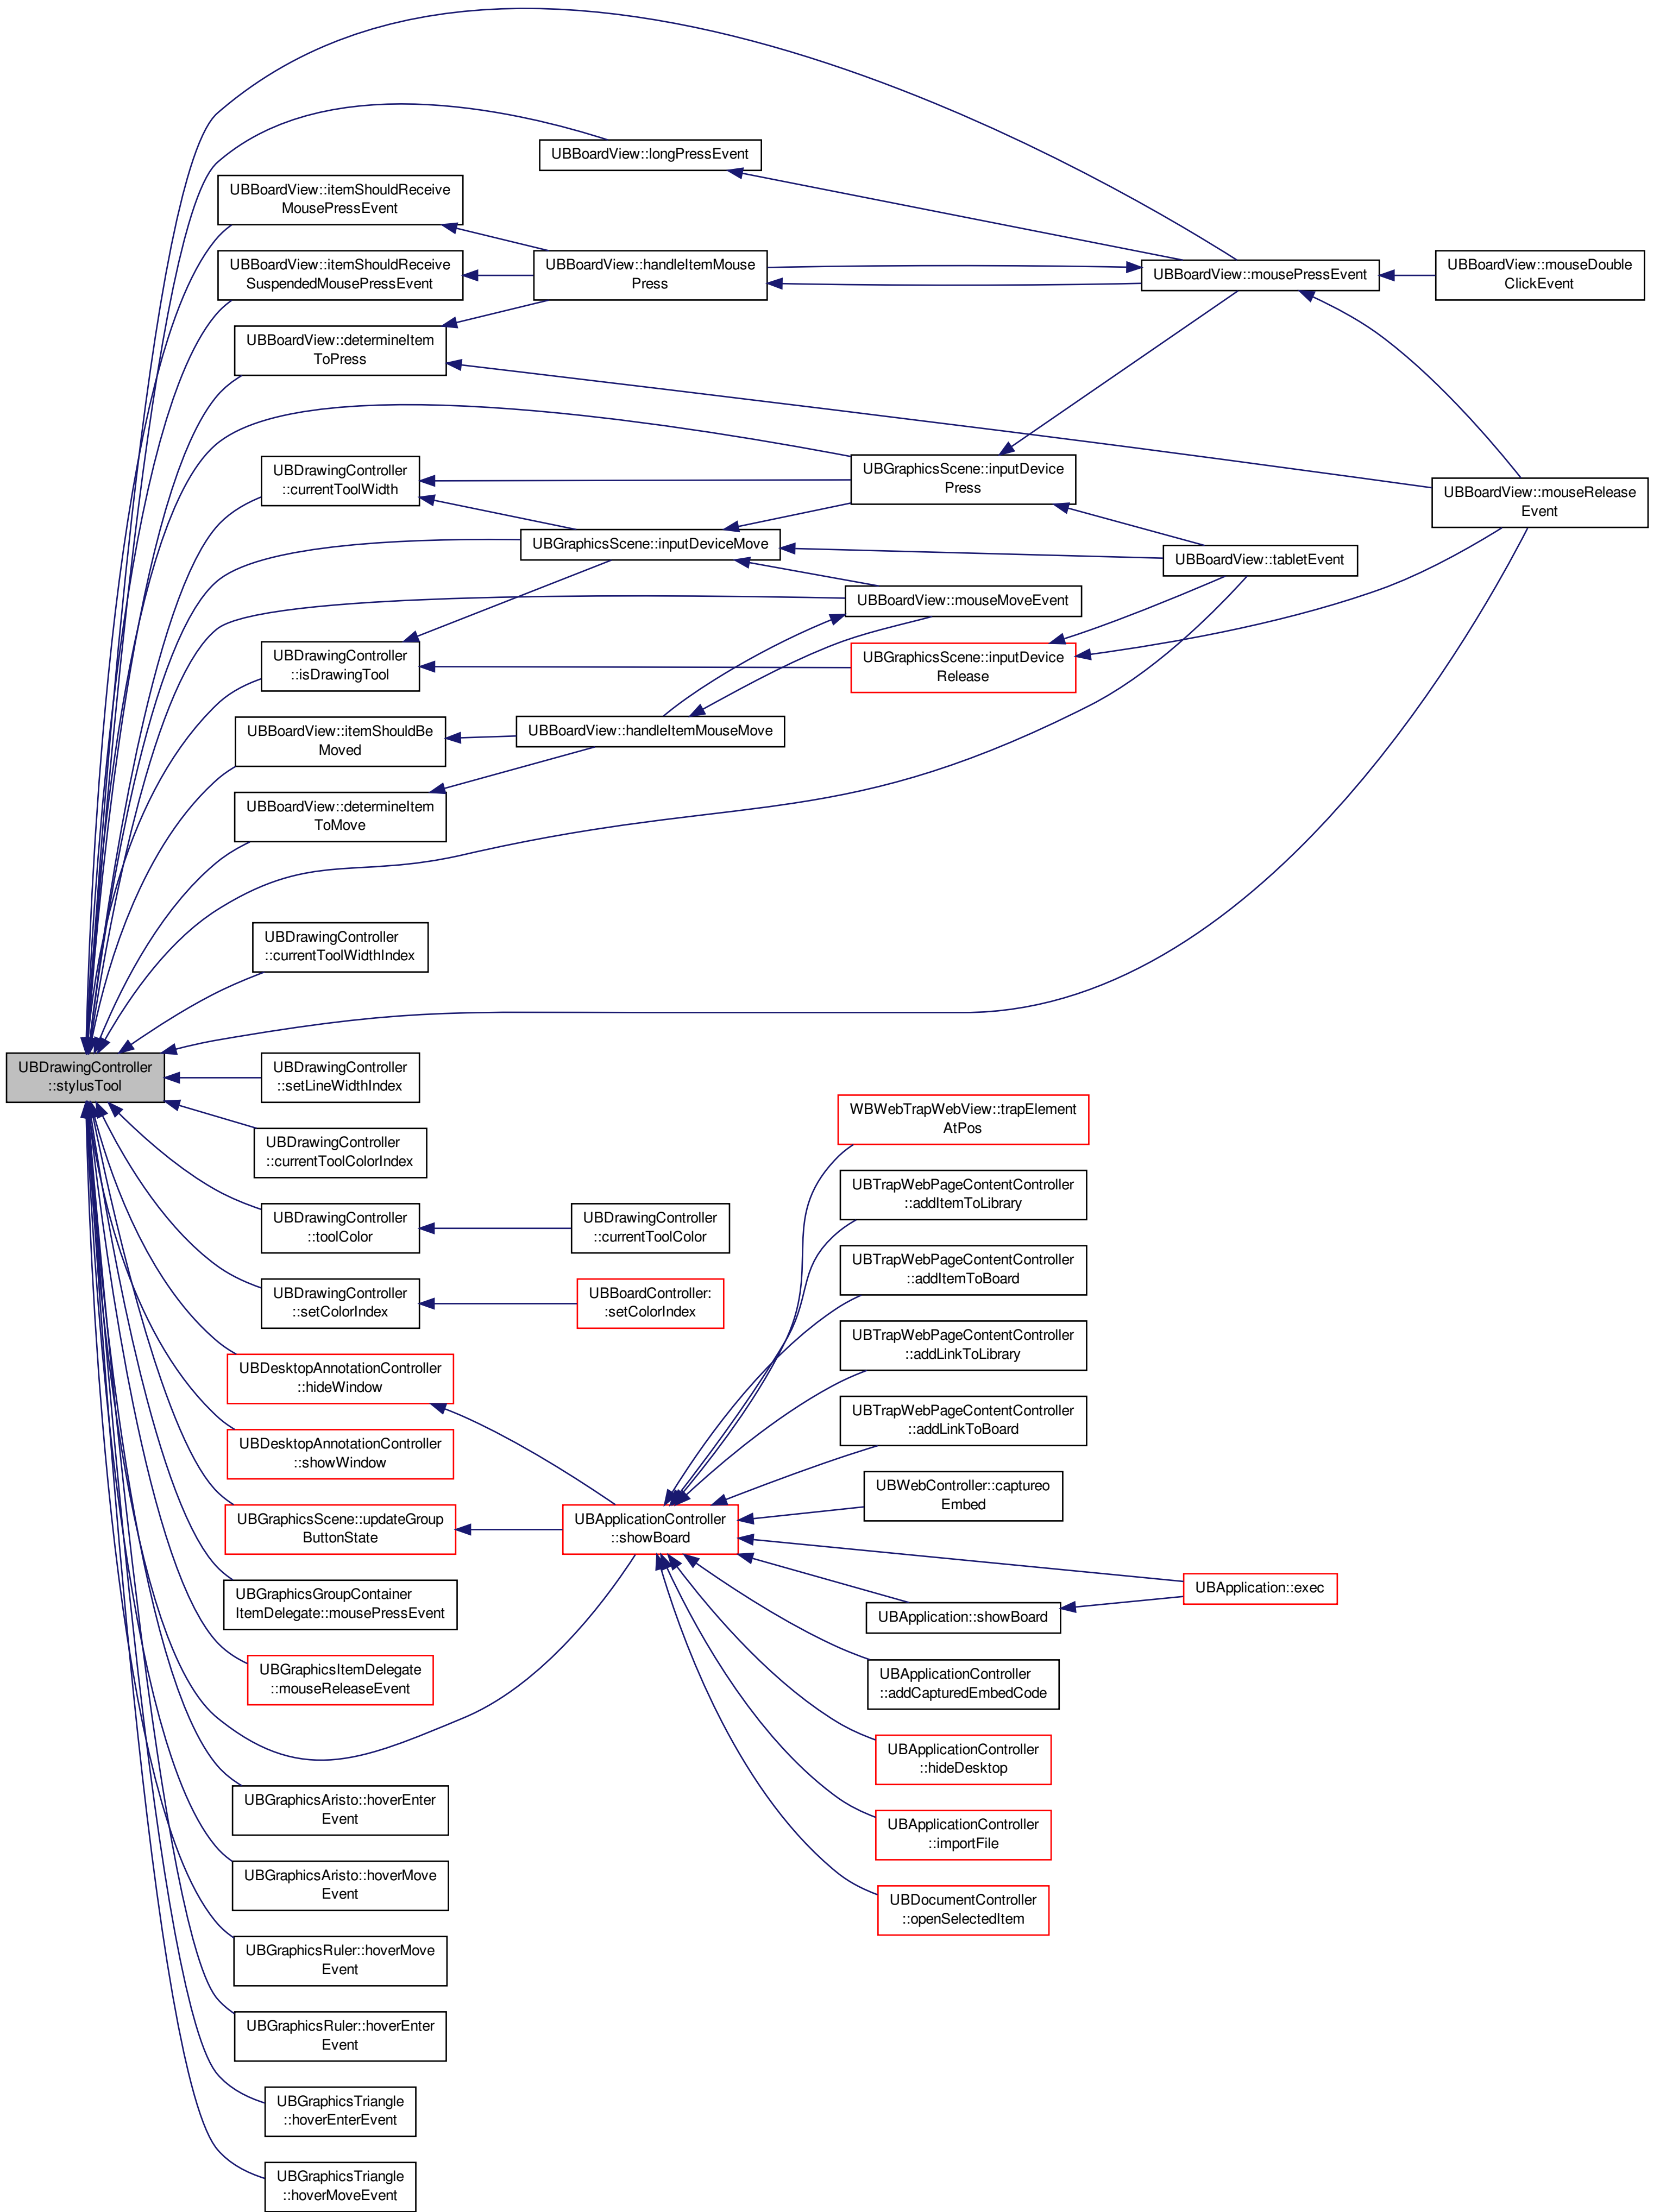 UBBoardView::longPressEvent
UBBoardView::itemShouldReceive
MousePressEvent
UBBoardView::itemShouldReceive
SuspendedMousePressEvent
UBBoardView::handleItemMouse
Press
UBBoardView::mousePressEvent
UBBoardView::mouseDouble
ClickEvent
UBBoardView::determineItem
ToPress
UBDrawingController
::currentToolWidth
UBGraphicsScene::inputDevice
Press
UBBoardView::mouseRelease
Event
UBGraphicsScene::inputDeviceMove
UBBoardView::tabletEvent
UBBoardView::mouseMoveEvent
UBDrawingController
::isDrawingTool
UBGraphicsScene::inputDevice
Release
UBBoardView::itemShouldBe
Moved
UBBoardView::handleItemMouseMove
UBBoardView::determineItem
ToMove
UBDrawingController
::currentToolWidthIndex
UBDrawingController
::stylusTool
UBDrawingController
::setLineWidthIndex
UBDrawingController
::currentToolColorIndex
UBDrawingController
::toolColor
UBDrawingController
::currentToolColor
UBDrawingController
::setColorIndex
UBBoardController:
:setColorIndex
UBDesktopAnnotationController
::hideWindow
UBDesktopAnnotationController
::showWindow
UBGraphicsScene::updateGroup
ButtonState
UBApplicationController
::showBoard
WBWebTrapWebView::trapElement
AtPos
UBTrapWebPageContentController
::addItemToLibrary
UBTrapWebPageContentController
::addItemToBoard
UBTrapWebPageContentController
::addLinkToLibrary
UBTrapWebPageContentController
::addLinkToBoard
UBWebController::captureo
Embed
UBApplication::exec
UBApplication::showBoard
UBApplicationController
::addCapturedEmbedCode
UBApplicationController
::hideDesktop
UBApplicationController
::importFile
UBDocumentController
::openSelectedItem
UBGraphicsGroupContainer
ItemDelegate::mousePressEvent
UBGraphicsItemDelegate
::mouseReleaseEvent
UBGraphicsAristo::hoverEnter
Event
UBGraphicsAristo::hoverMove
Event
UBGraphicsRuler::hoverMove
Event
UBGraphicsRuler::hoverEnter
Event
UBGraphicsTriangle
::hoverEnterEvent
UBGraphicsTriangle
::hoverMoveEvent